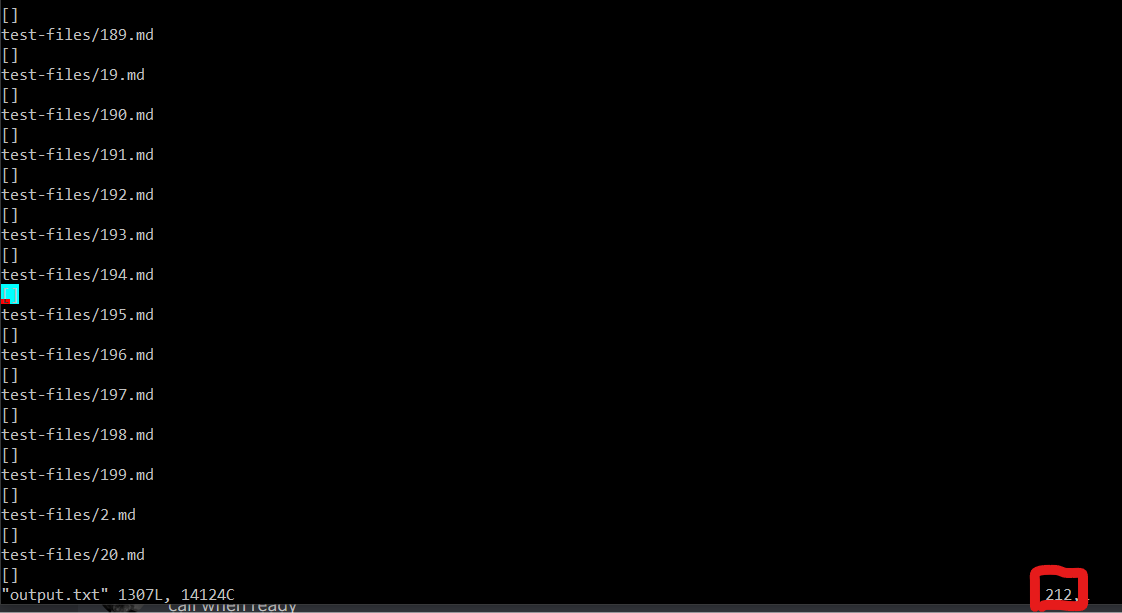 []
test-files/189.md
[]
test-files/19.md
[]
test-files/190.md
[]
test-files/191.md
[]
test-files/192.md
[]
test-files/193.md
[]
test-files/194.md
[]
test-files/195.md
[]
test-files/196.md
[]
test-files/197.md
[]
test-files/198.md
[]
test-files/199.md
[]
test-files/2.md
[]
test-files/20.md
[]
"output.txt" 1307L, 14124C 212,
call when ready